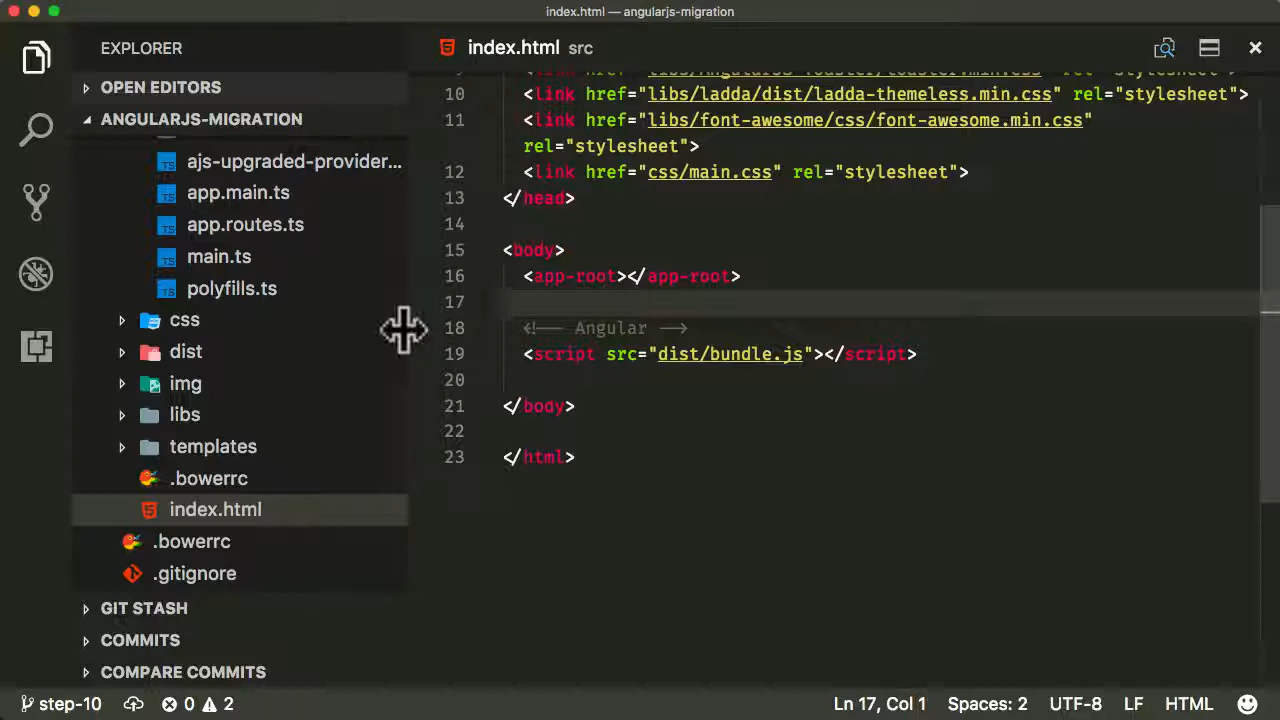 index.html — angularjs-migration
EXPLORER
OPEN EDITORS
ANGULARJS-MIGRATION
ajs-upgraded-provider...
app.main.ts
app.routes.ts
main.ts
polyfills.ts
css
dist
img
libs
templates
.bowerrc
index.html
.bowerrc
.gitignore
GIT STASH
COMMITS
COMPARE COMMITS
index.html src
10 <link href="libs/ladda/dist/ladda-themeless.min.css" rel="stylesheet">
11 <link href="libs/font-awesome/css/font-awesome.min.css"
rel="stylesheet">
12 <link href="css/main.css" rel="stylesheet">
13 </head>
14
15 <body>
16 <app-root></app-root>
17
18 <!-- Angular -->
19 <script src="dist/bundle.js"></script>
20
21 </body>
22
23 </html>
step-10 0 2 Ln 17, Col 1 Spaces: 2 UTF-8 LF HTML